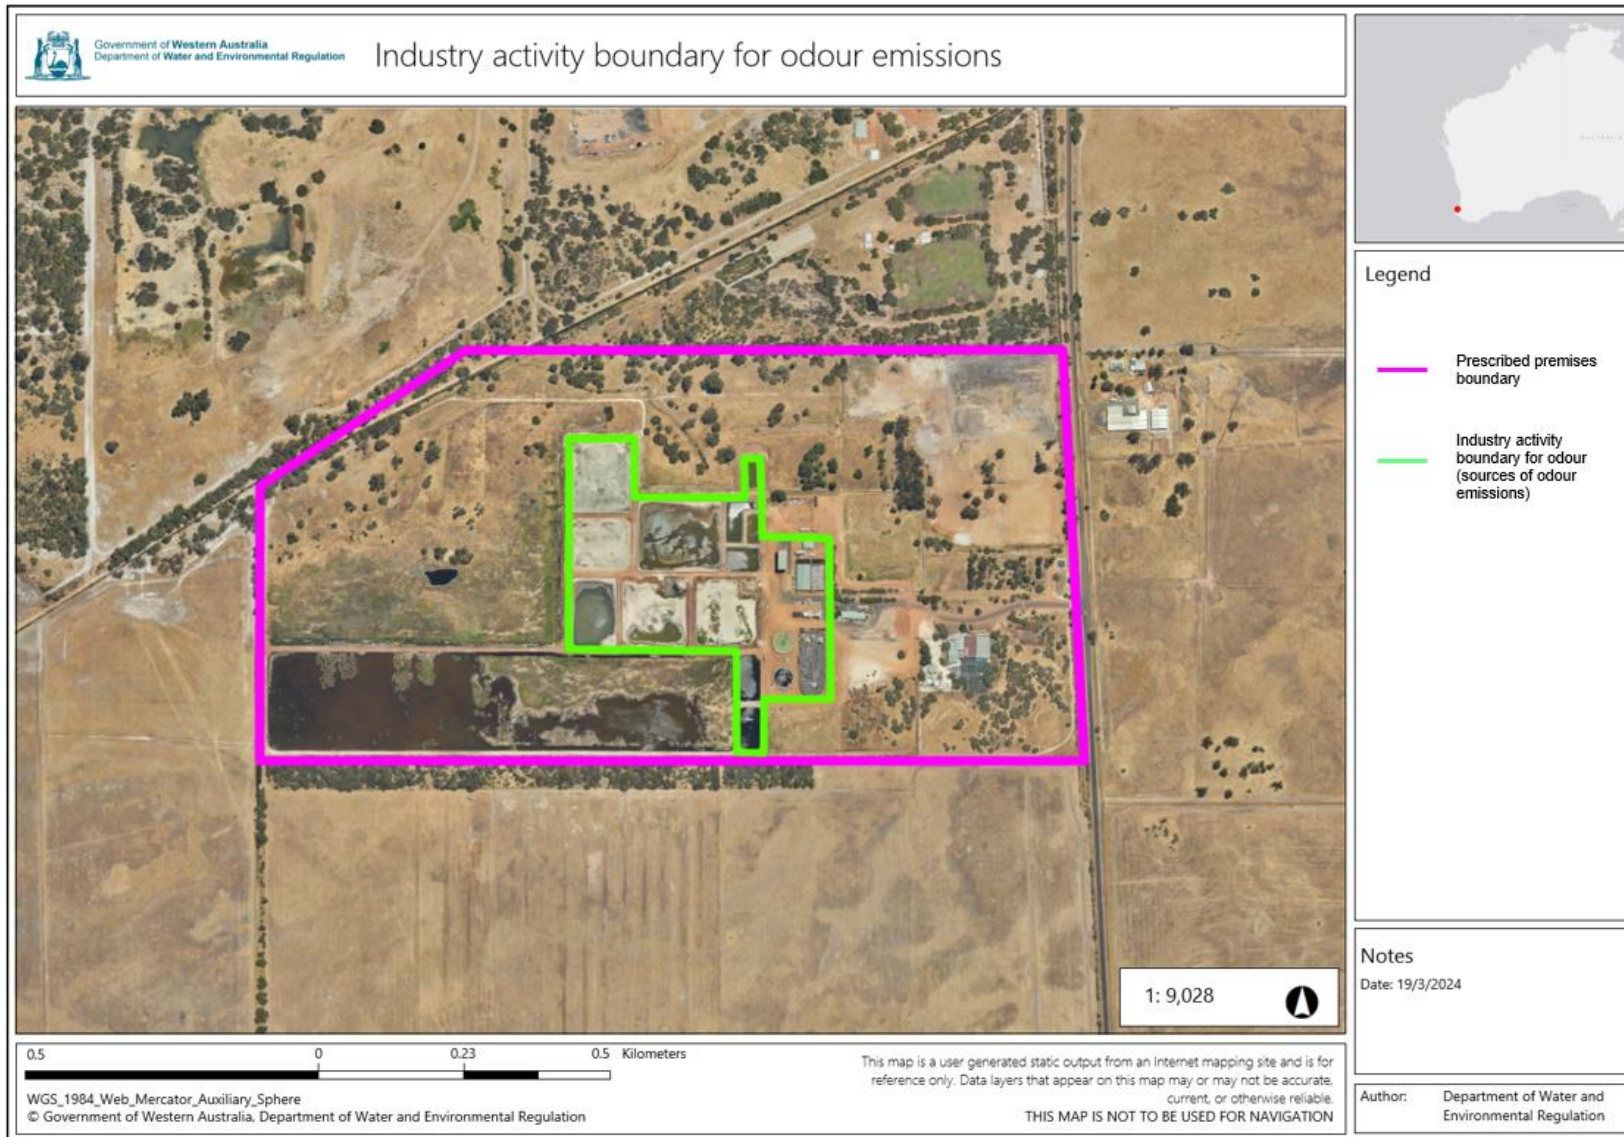 Government of Western Australia
Department of Water and Environmental Regulation
Industry activity boundary for odour emissions
Legend
Prescribed premises
boundary
Industry activity
boundary for odour
(sources of odour
emissions)
1: 9,028
Notes
Date: 19/3/2024
0.5 0 0.23 0.5 Kilometers
WGS_1984_Web_Mercator_Auxiliary_Sphere
© Government of Western Australia, Department of Water and Environmental Regulation
This map is a user generated static output from an Internet mapping site and is for
reference only. Data layers that appear on this map may or may not be accurate,
current, or otherwise reliable.
THIS MAP IS NOT TO BE USED FOR NAVIGATION
Author: Department of Water and
Environmental Regulation